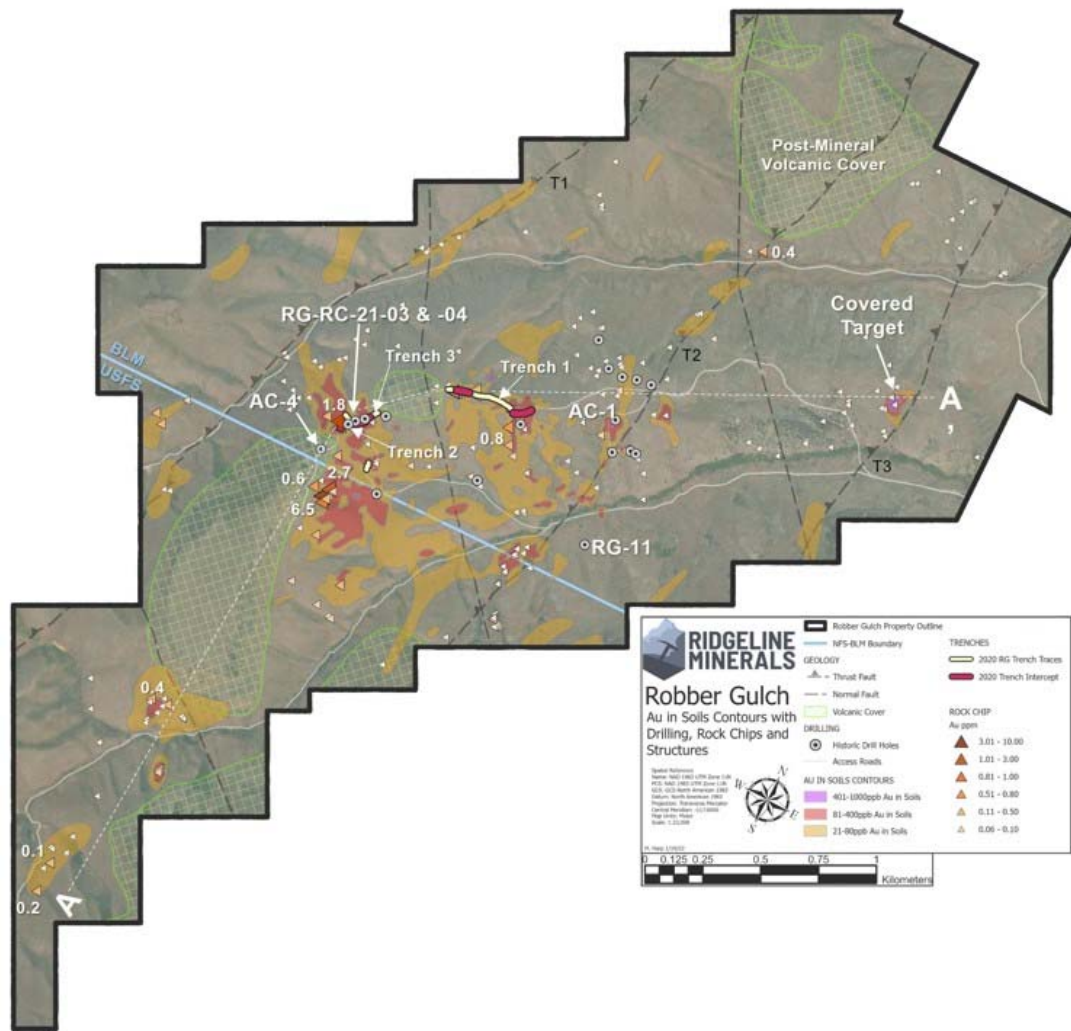 Post-Mineral
Volcanic Cover
T1
0.4
RG-RC-21-03 & -04
Covered
Target
BLM
USFS
Trench 3
Trench 1
T2
AC-4
1.8
AC-1
A
'
0.8
Trench 2
0.6
2.7
T3
6.5
RG-11
0.4
0.1
0.2
A
RIDGELINE
MINERALS
Robber Gulch
Au in Soils Contours with
Drilling, Rock Chips and
Structures
Spatial Reference
N
W
E
S
Robber Gulch Property Outline
NFS-BLM Boundary
GEOLOGY
Thrust Fault
Normal Fault
Volcanic Cover
DRILLING
Historic Drill Holes
Access Roads
AU IN SOILS CONTOURS
401-1000ppb Au in Soils
81-400ppb Au in Soils
21-80ppb Au in Soils
TRENCHES
2020 RG Trench Traces
2020 Trench Intercept
ROCK CHIP
Au ppm
3.01 - 10.00
1.01 - 3.00
0.81 - 1.00
0.51 - 0.80
0.11 - 0.50
0.06 - 0.10
0 0.125 0.25 0.5 0.75 1
Kilometers